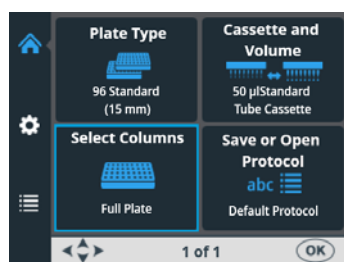 Plate Type
96 Standard
(15 mm)
Cassette and
Volume
50 µlStandard
Tube Cassette
Select Columns
Full Plate
Save or Open
Protocol
abc
Default Protocol
1 of 1
OK